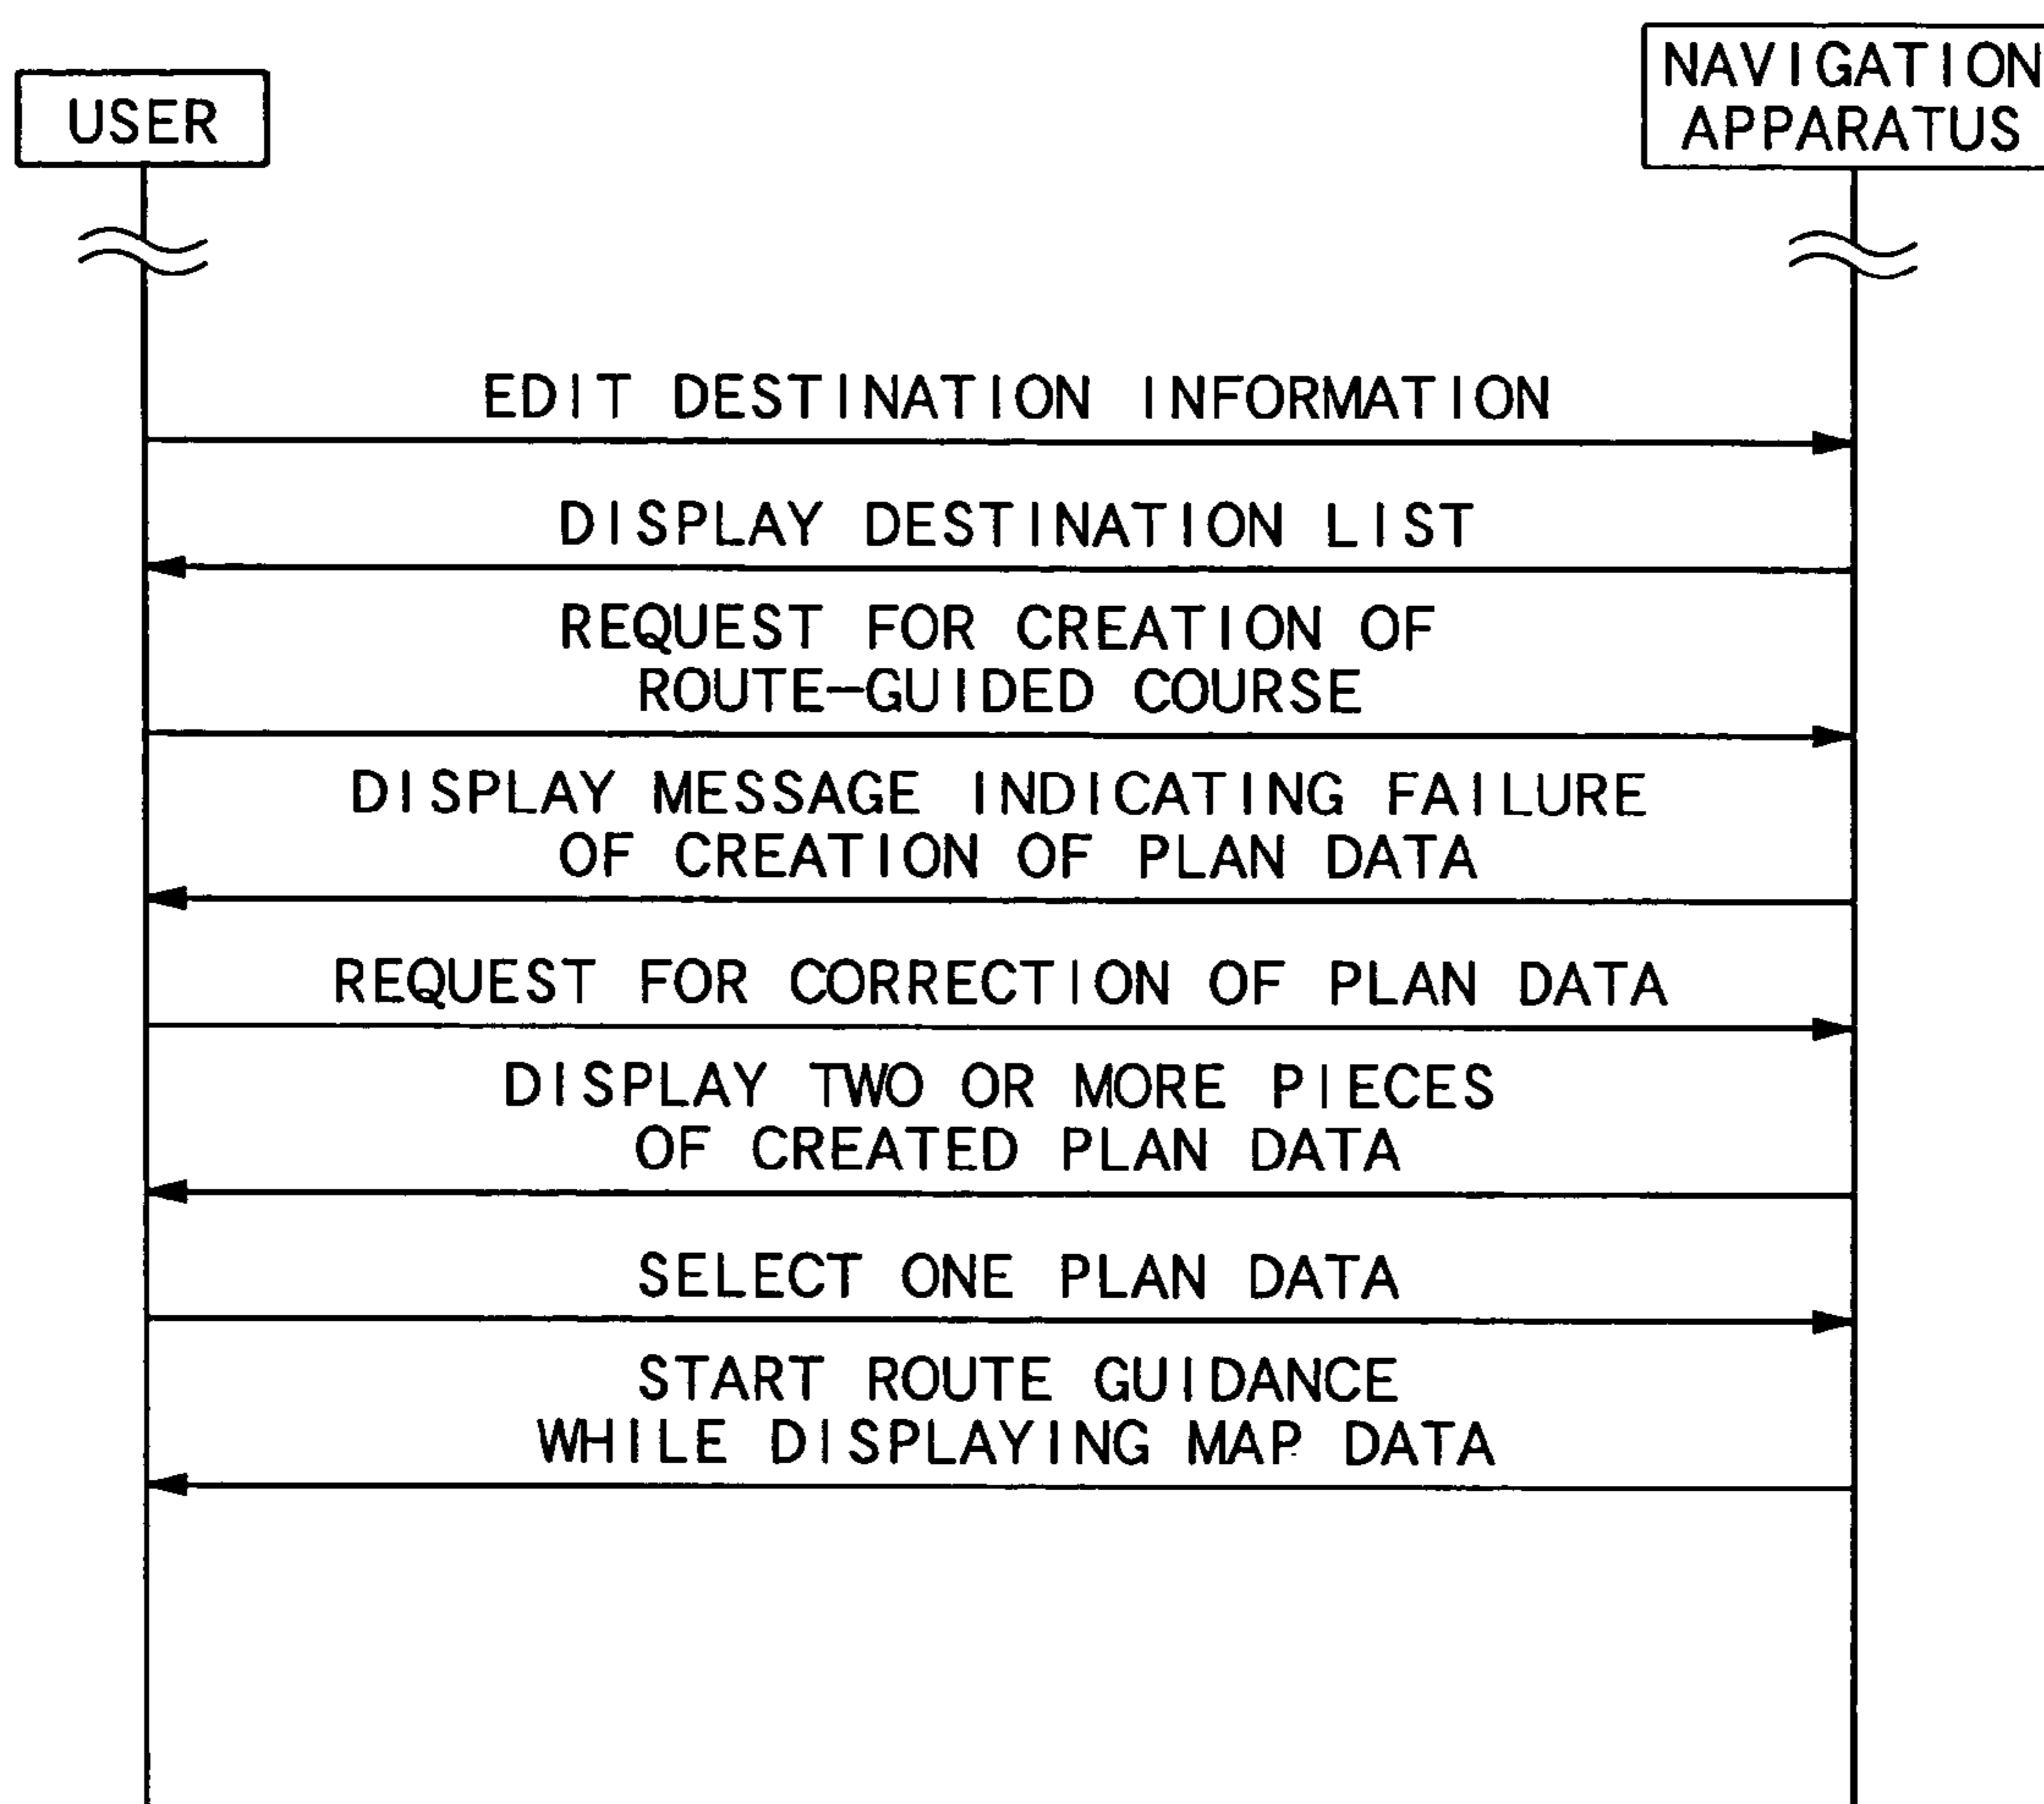 USER
NAVIGATION
APPARATUS
EDIT DESTINATION INFORMATION
DISPLAY DESTINATION LIST
REQUEST FOR CREATION OF
ROUTE-GUIDED COURSE
DISPLAY MESSAGE INDICATING FAILURE
OF CREATION OF PLAN DATA
REQUEST FOR CORRECTION OF PLAN DATA
DISPLAY TWO OR MORE PIECES
OF CREATED PLAN DATA
SELECT ONE PLAN DATA
START ROUTE GUIDANCE
WHILE DISPLAYING MAP DATA